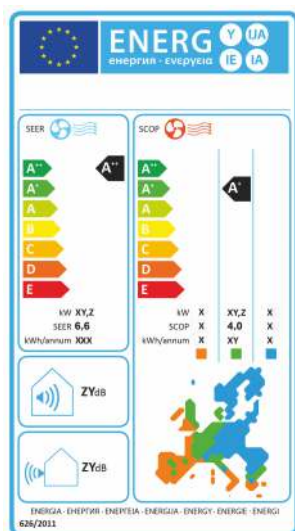 ENERG Y UA
енергия · ενεργεια IE IA
SEER
SCOP
A++ A++ A++
A+ A+ A+
A A
B B
C C
D D
E E
kW XY,Z kW X XY,Z X
SEER 6,6 SCOP X 4,0 X
kWh/annum XXX kWh/annum X XY X
ZYdB
ZYdB
ENERGIA · ЕНЕРГИЯ · ΕΝΕΡΓΕΙΑ · ENERGIJA · ENERGY · ENERGIE · ENERGI
626/2011